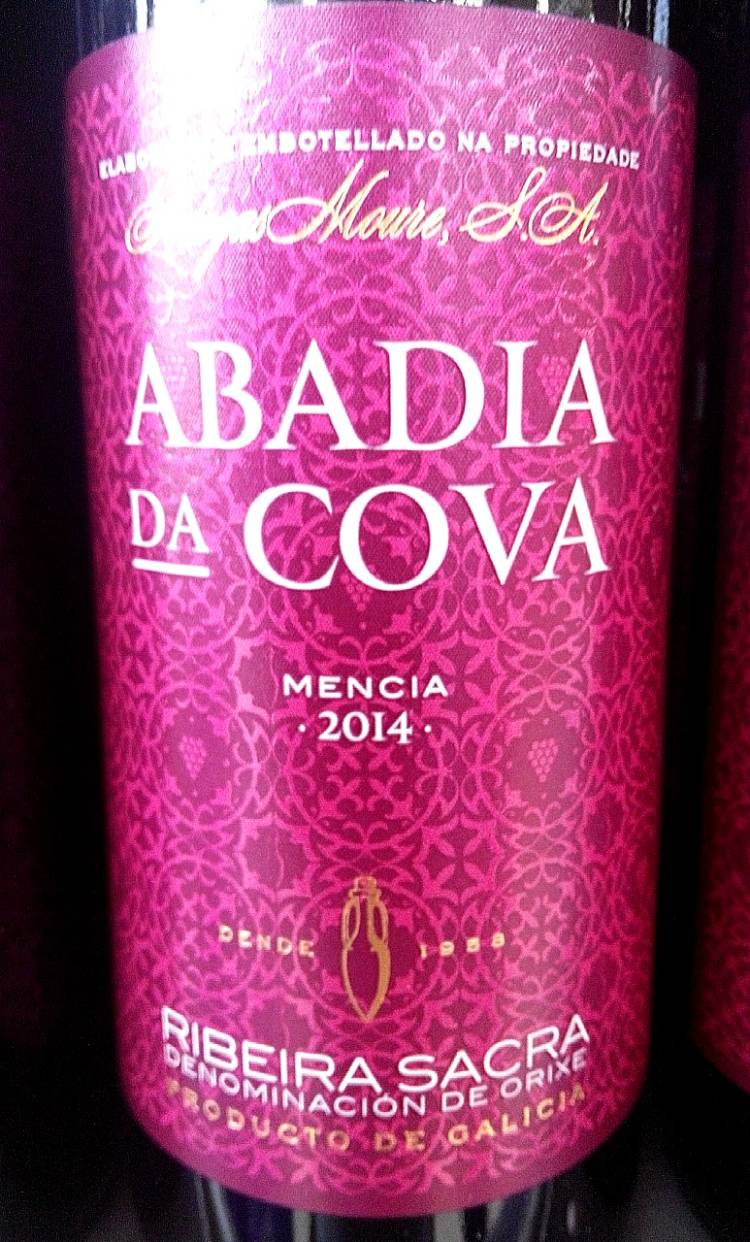 EMBOTELLADO NA PROPIEDADE
Moure, S.A.
ABADIA
DA COVA
MENCIA
· 2014 ·
DENDE 1958
RIBEIRA SACRA
DENOMINACIÓN DE ORIXE
PRODUCTO DE GALICIA